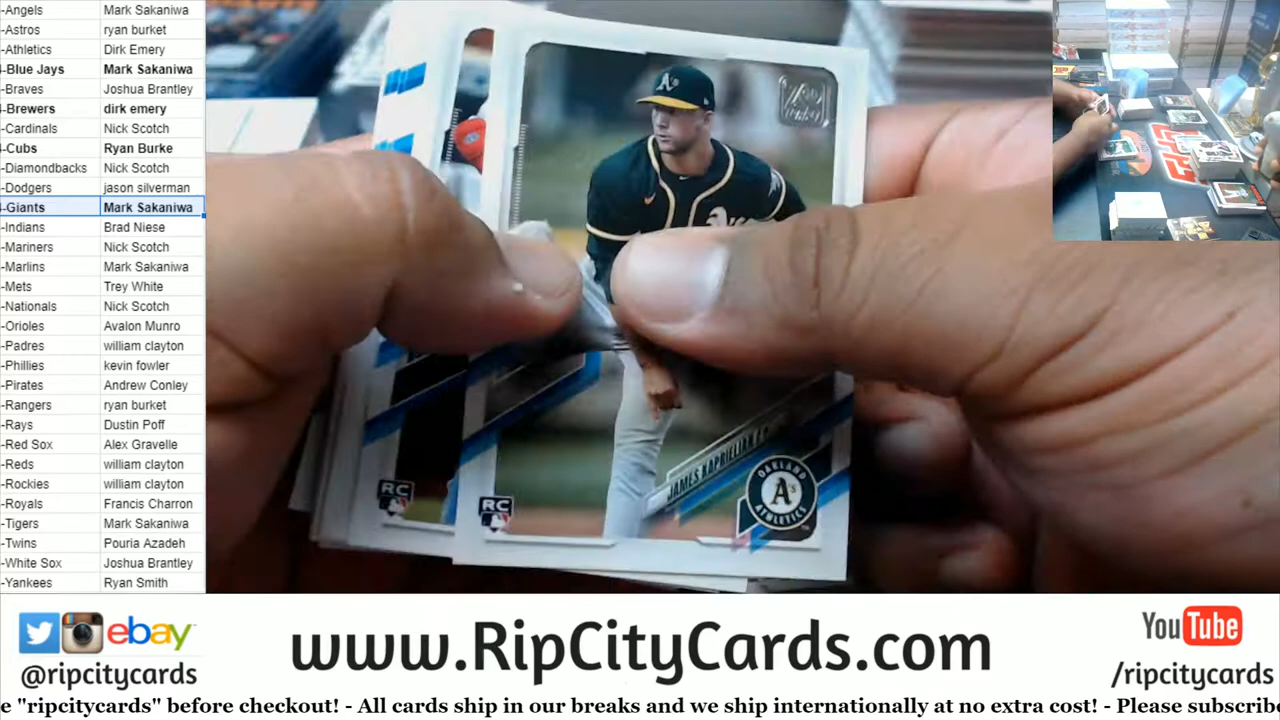 -Angels Mark Sakaniwa
-Astros ryan burket
-Athletics Dirk Emery
-Blue Jays Mark Sakaniwa
-Braves Joshua Brantley
-Brewers dirk emery
-Cardinals Nick Scotch
-Cubs Ryan Burke
-Diamondbacks Nick Scotch
-Dodgers jason silverman
-Giants Mark Sakaniwa
-Indians Brad Niese
-Mariners Nick Scotch
-Marlins Mark Sakaniwa
-Mets Trey White
-Nationals Nick Scotch
-Orioles Avalon Munro
-Padres william clayton
-Phillies kevin fowler
-Pirates Andrew Conley
-Rangers ryan burket
-Rays Dustin Poff
-Red Sox Alex Gravelle
-Reds william clayton
-Rockies william clayton
-Royals Francis Charron
-Tigers Mark Sakaniwa
-Twins Pouria Azadeh
-White Sox Joshua Brantley
-Yankees Ryan Smith
A's
JAMES KAPRIELIAN
OAKLAND
A's
ATHLETICS
RC
RC
ebay
@ripcitycards
www.RipCityCards.com
YouTube
/ripcitycards
e "ripcitycards" before checkout! - All cards ship in our breaks and we ship internationally at no extra cost! - Please subscribe